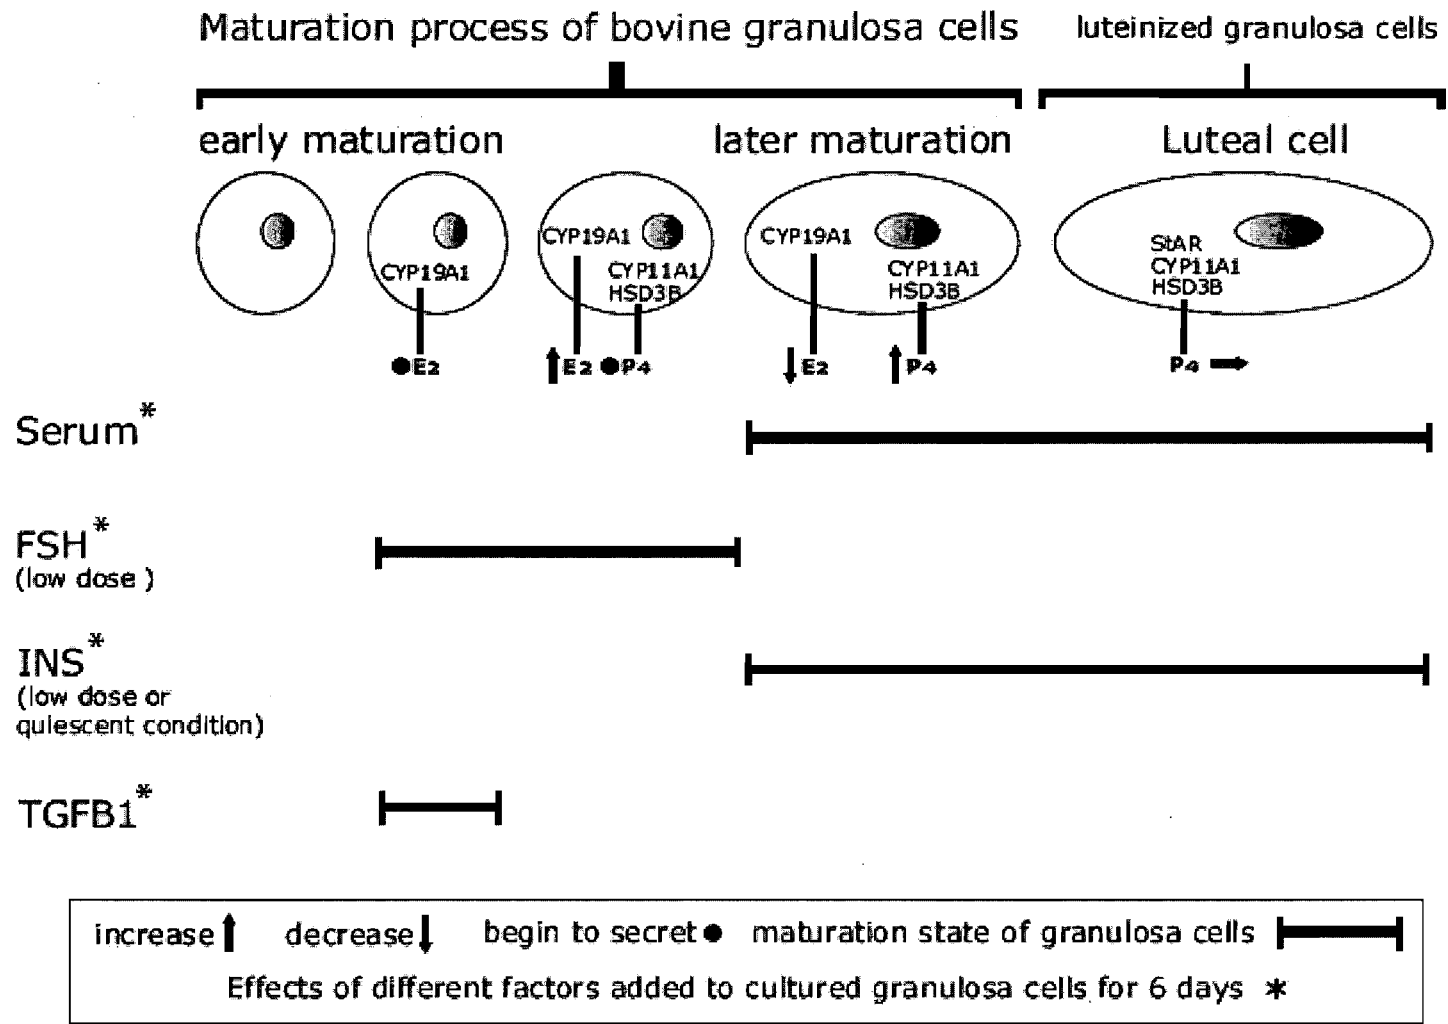 Maturation process of bovine granulosa cells
luteinized granulosa cells
early maturation
later maturation
Luteal cell
CYP19A1
CYP19A1
CYP11A1
HSD3B
CYP19A1
CYP11A1
HSD3B
StAR
CYP11A1
HSD3B
●E2
↑E2 ●P4
↓E2
↑P4
P4 →
Serum*
FSH*
(low dose )
INS*
(low dose or
quiescent condition)
TGFB1*
increase↑ decrease↓ begin to secret● maturation state of granulosa cells
Effects of different factors added to cultured granulosa cells for 6 days *